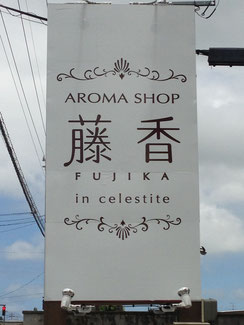 AROMA SHOP
藤香
FUJIKA
in celestite